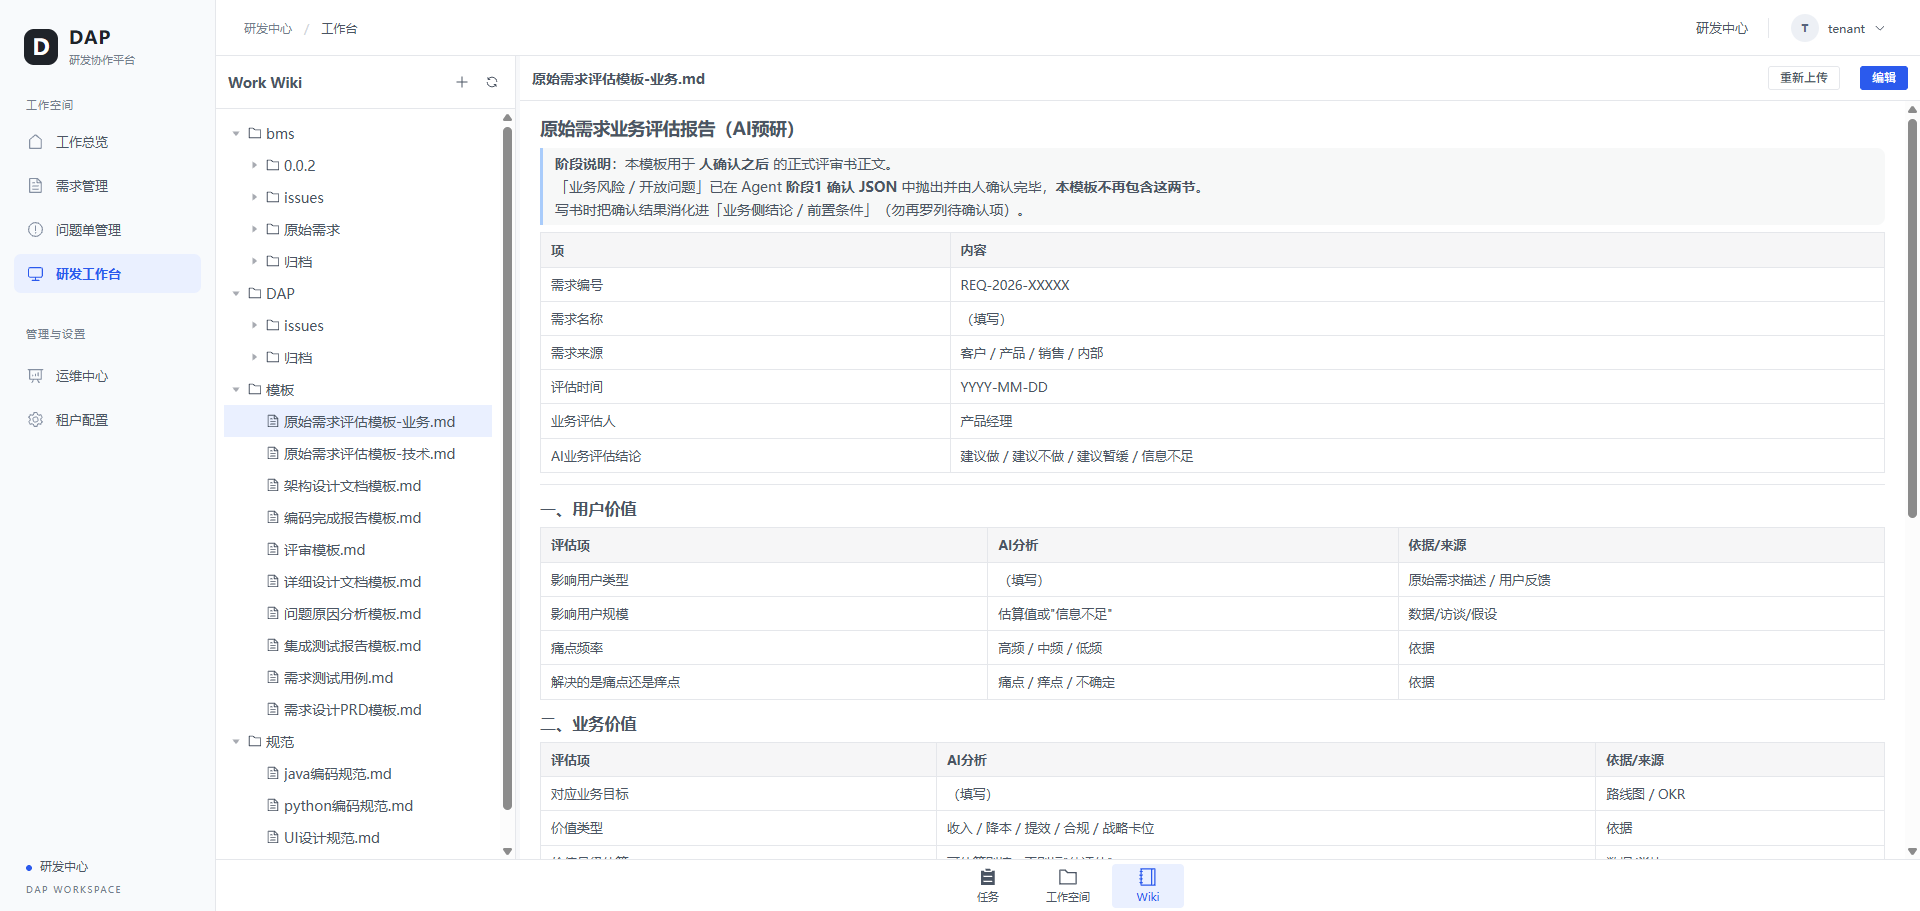 D
DAP
研发协作平台
工作空间
工作总览
需求管理
问题单管理
研发工作台
管理与设置
运维中心
租户配置
研发中心
DAP WORKSPACE
研发中心 / 工作台
研发中心
T
tenant
Work Wiki
bms
0.0.2
issues
原始需求
归档
DAP
issues
归档
模板
原始需求评估模板-业务.md
原始需求评估模板-技术.md
架构设计文档模板.md
编码完成报告模板.md
评审模板.md
详细设计文档模板.md
问题原因分析模板.md
集成测试报告模板.md
需求测试用例.md
需求设计PRD模板.md
规范
java编码规范.md
python编码规范.md
UI设计规范.md
原始需求评估模板-业务.md
重新上传
编辑
原始需求业务评估报告（AI预研）
阶段说明：本模板用于 人确认之后 的正式评审书正文。
「业务风险 / 开放问题」已在 Agent 阶段1 确认 JSON 中抛出并由人确认完毕，本模板不再包含这两节。
写书时把确认结果消化进「业务侧结论 / 前置条件」（勿再罗列待确认项）。
项 内容
需求编号 REQ-2026-XXXXX
需求名称 （填写）
需求来源 客户 / 产品 / 销售 / 内部
评估时间 YYYY-MM-DD
业务评估人 产品经理
AI业务评估结论 建议做 / 建议不做 / 建议暂缓 / 信息不足
一、用户价值
评估项 AI分析 依据/来源
影响用户类型 （填写） 原始需求描述 / 用户反馈
影响用户规模 估算值或"信息不足" 数据/访谈/假设
痛点频率 高频 / 中频 / 低频 依据
解决的是痛点还是痒点 痛点 / 痒点 / 不确定 依据
二、业务价值
评估项 AI分析 依据/来源
对应业务目标 （填写） 路线图 / OKR
价值类型 收入 / 降本 / 提效 / 合规 / 战略卡位 依据
任务
工作空间
Wiki